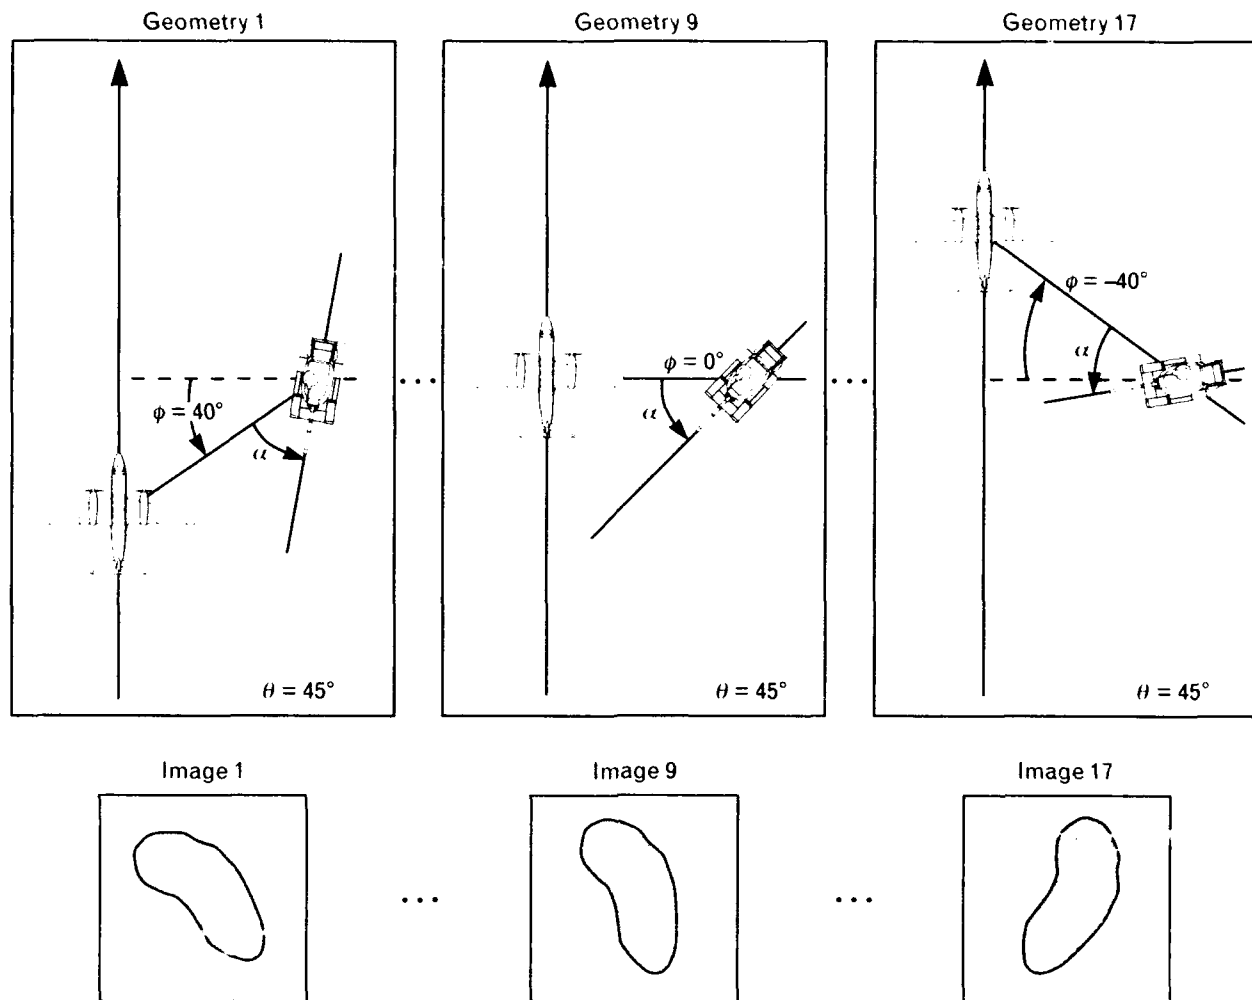 Geometry 1
Geometry 9
Geometry 17
ϕ = 40°
α
θ = 45°
ϕ = 0°
α
θ = 45°
ϕ = –40°
α
θ = 45°
Image 1
Image 9
Image 17